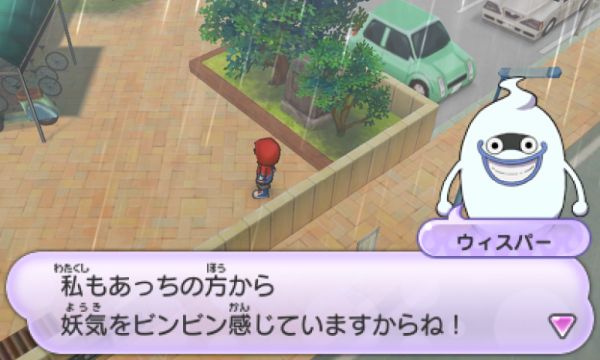 ウィスパー
私もあっちの方から
妖気をビンビン感じていますからね！